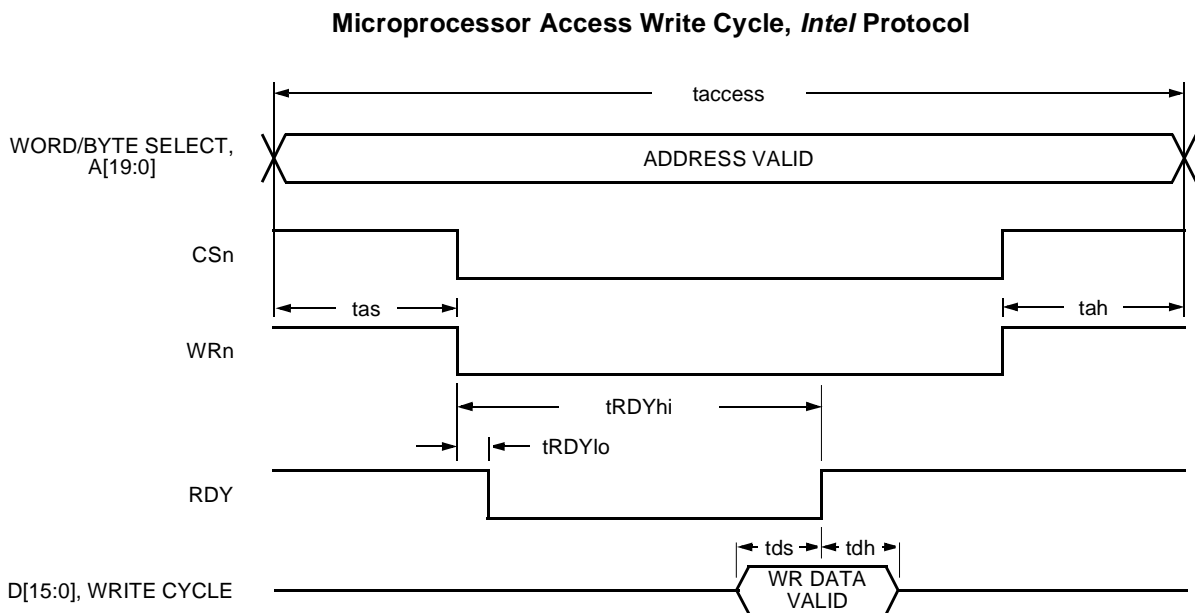 Microprocessor Access Write Cycle, Intel Protocol
taccess
WORD/BYTE SELECT,
A[19:0]
ADDRESS VALID
CSn
tas
tah
WRn
tRDYhi
tRDYlo
RDY
tds
tdh
D[15:0], WRITE CYCLE
WR DATA
VALID